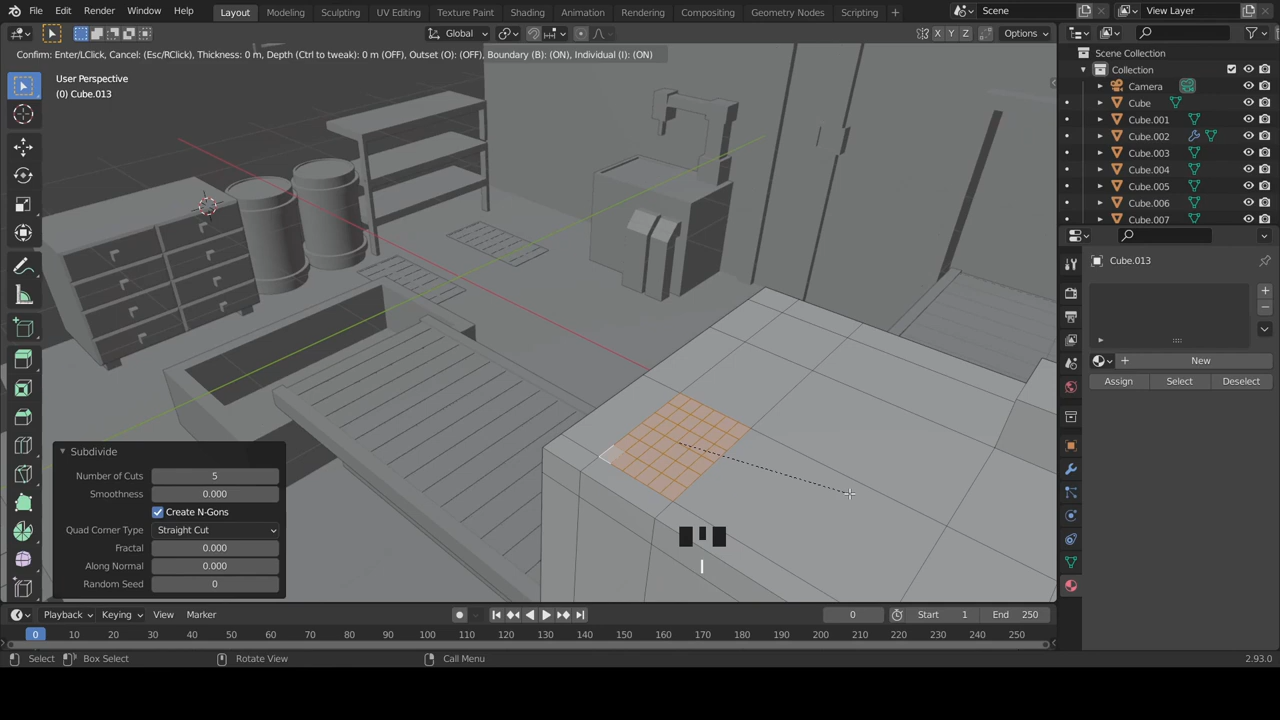 File Edit Render Window Help Layout Modeling Sculpting UV Editing Texture Paint Shading Animation Rendering Compositing Geometry Nodes Scripting + Scene View Layer
Global Options X Y Z
Confirm: Enter/LClick, Cancel: (Esc/RClick), Thickness: 0 m, Depth (Ctrl to tweak): 0 m (OFF), Outset (O): (OFF), Boundary (B): (ON), Individual (I): (ON)
User Perspective
(0) Cube.013
Scene Collection
Collection
Camera
Cube
Cube.001
Cube.002
Cube.003
Cube.004
Cube.005
Cube.006
Cube.007
Cube.013
New
Assign Select Deselect
Subdivide
Number of Cuts 5
Smoothness 0.000
Create N-Gons
Quad Corner Type Straight Cut
Fractal 0.000
Along Normal 0.000
Random Seed 0
I
Playback Keying View Marker 0 Start 1 End 250
0 10 20 30 40 50 60 70 80 90 100 110 120 130 140 150 160 170 180 190 200 210 220 230 240 250
Select Box Select Rotate View Call Menu 2.93.0